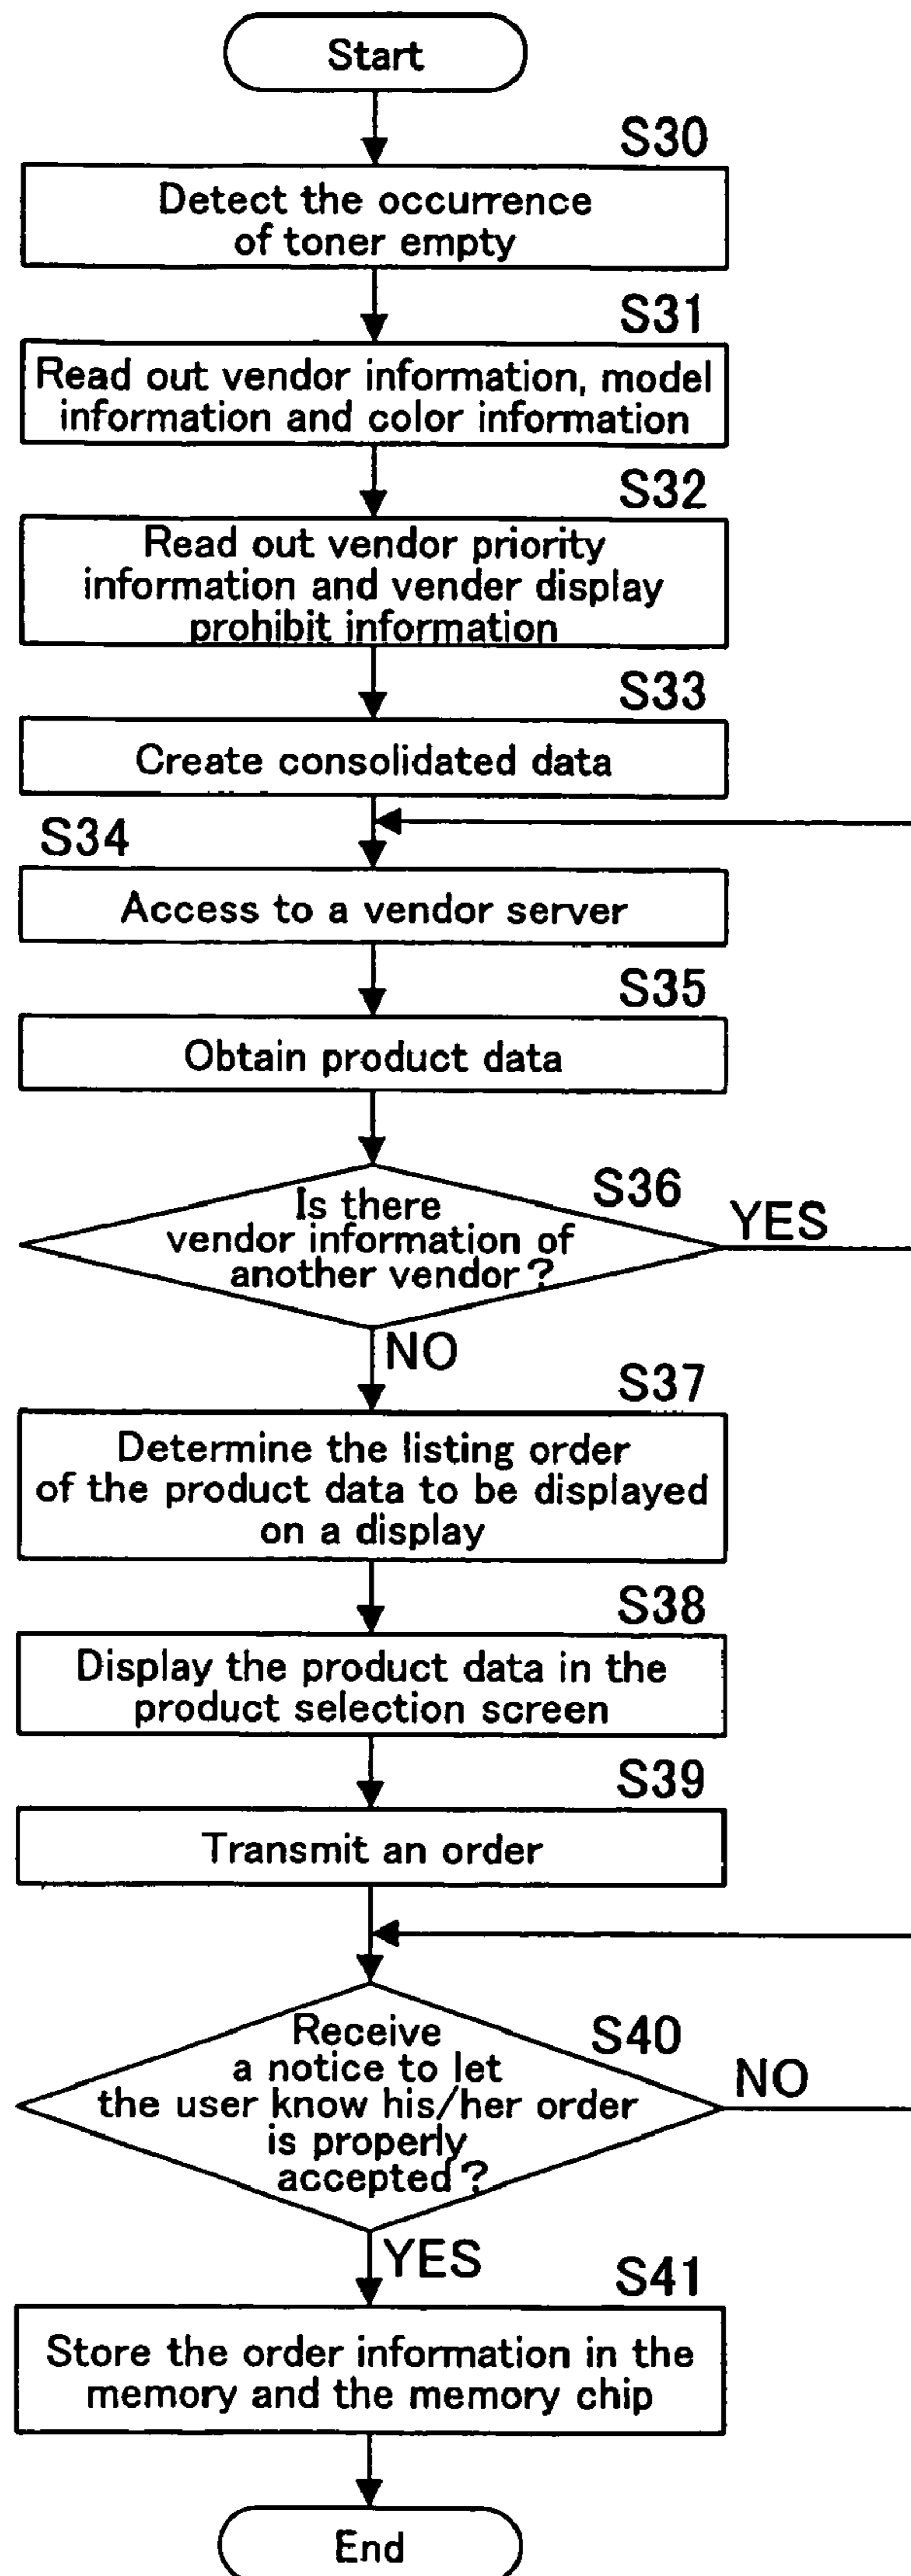 Start
S30
Detect the occurrence
of toner empty
S31
Read out vendor information, model
information and color information
S32
Read out vendor priority
information and vender display
prohibit information
S33
Create consolidated data
S34
Access to a vendor server
S35
Obtain product data
S36
Is there
vendor information of
another vendor?
YES
NO
S37
Determine the listing order
of the product data to be displayed
on a display
S38
Display the product data in the
product selection screen
S39
Transmit an order
S40
Receive
a notice to let
the user know his/her order
is properly
accepted?
NO
YES
S41
Store the order information in the
memory and the memory chip
End